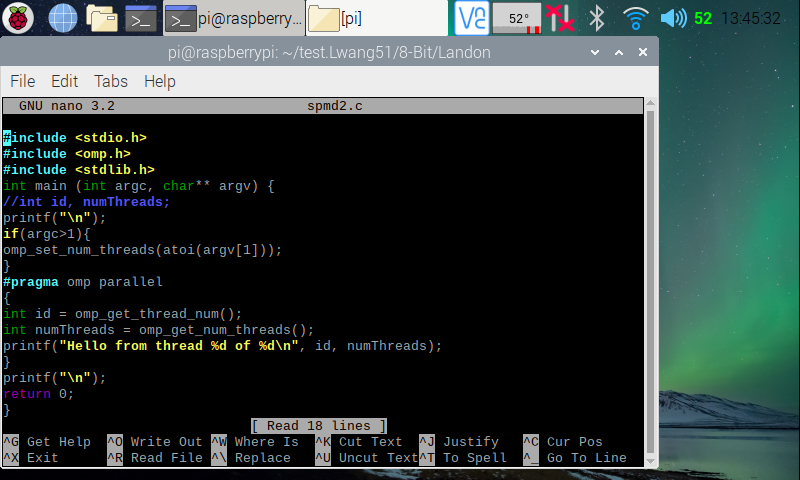 pi@raspberry... [pi] 52° 52 13:45:32
pi@raspberrypi: ~/test.Lwang51/8-Bit/Landon
File Edit Tabs Help
GNU nano 3.2 spmd2.c
#include <stdio.h>
#include <omp.h>
#include <stdlib.h>
int main (int argc, char** argv) {
//int id, numThreads;
printf("\n");
if(argc>1){
omp_set_num_threads(atoi(argv[1]));
}
#pragma omp parallel
{
int id = omp_get_thread_num();
int numThreads = omp_get_num_threads();
printf("Hello from thread %d of %d\n", id, numThreads);
}
printf("\n");
return 0;
}
[ Read 18 lines ]
^G Get Help ^O Write Out ^W Where Is ^K Cut Text ^J Justify ^C Cur Pos
^X Exit ^R Read File ^\ Replace ^U Uncut Text ^T To Spell ^_ Go To Line